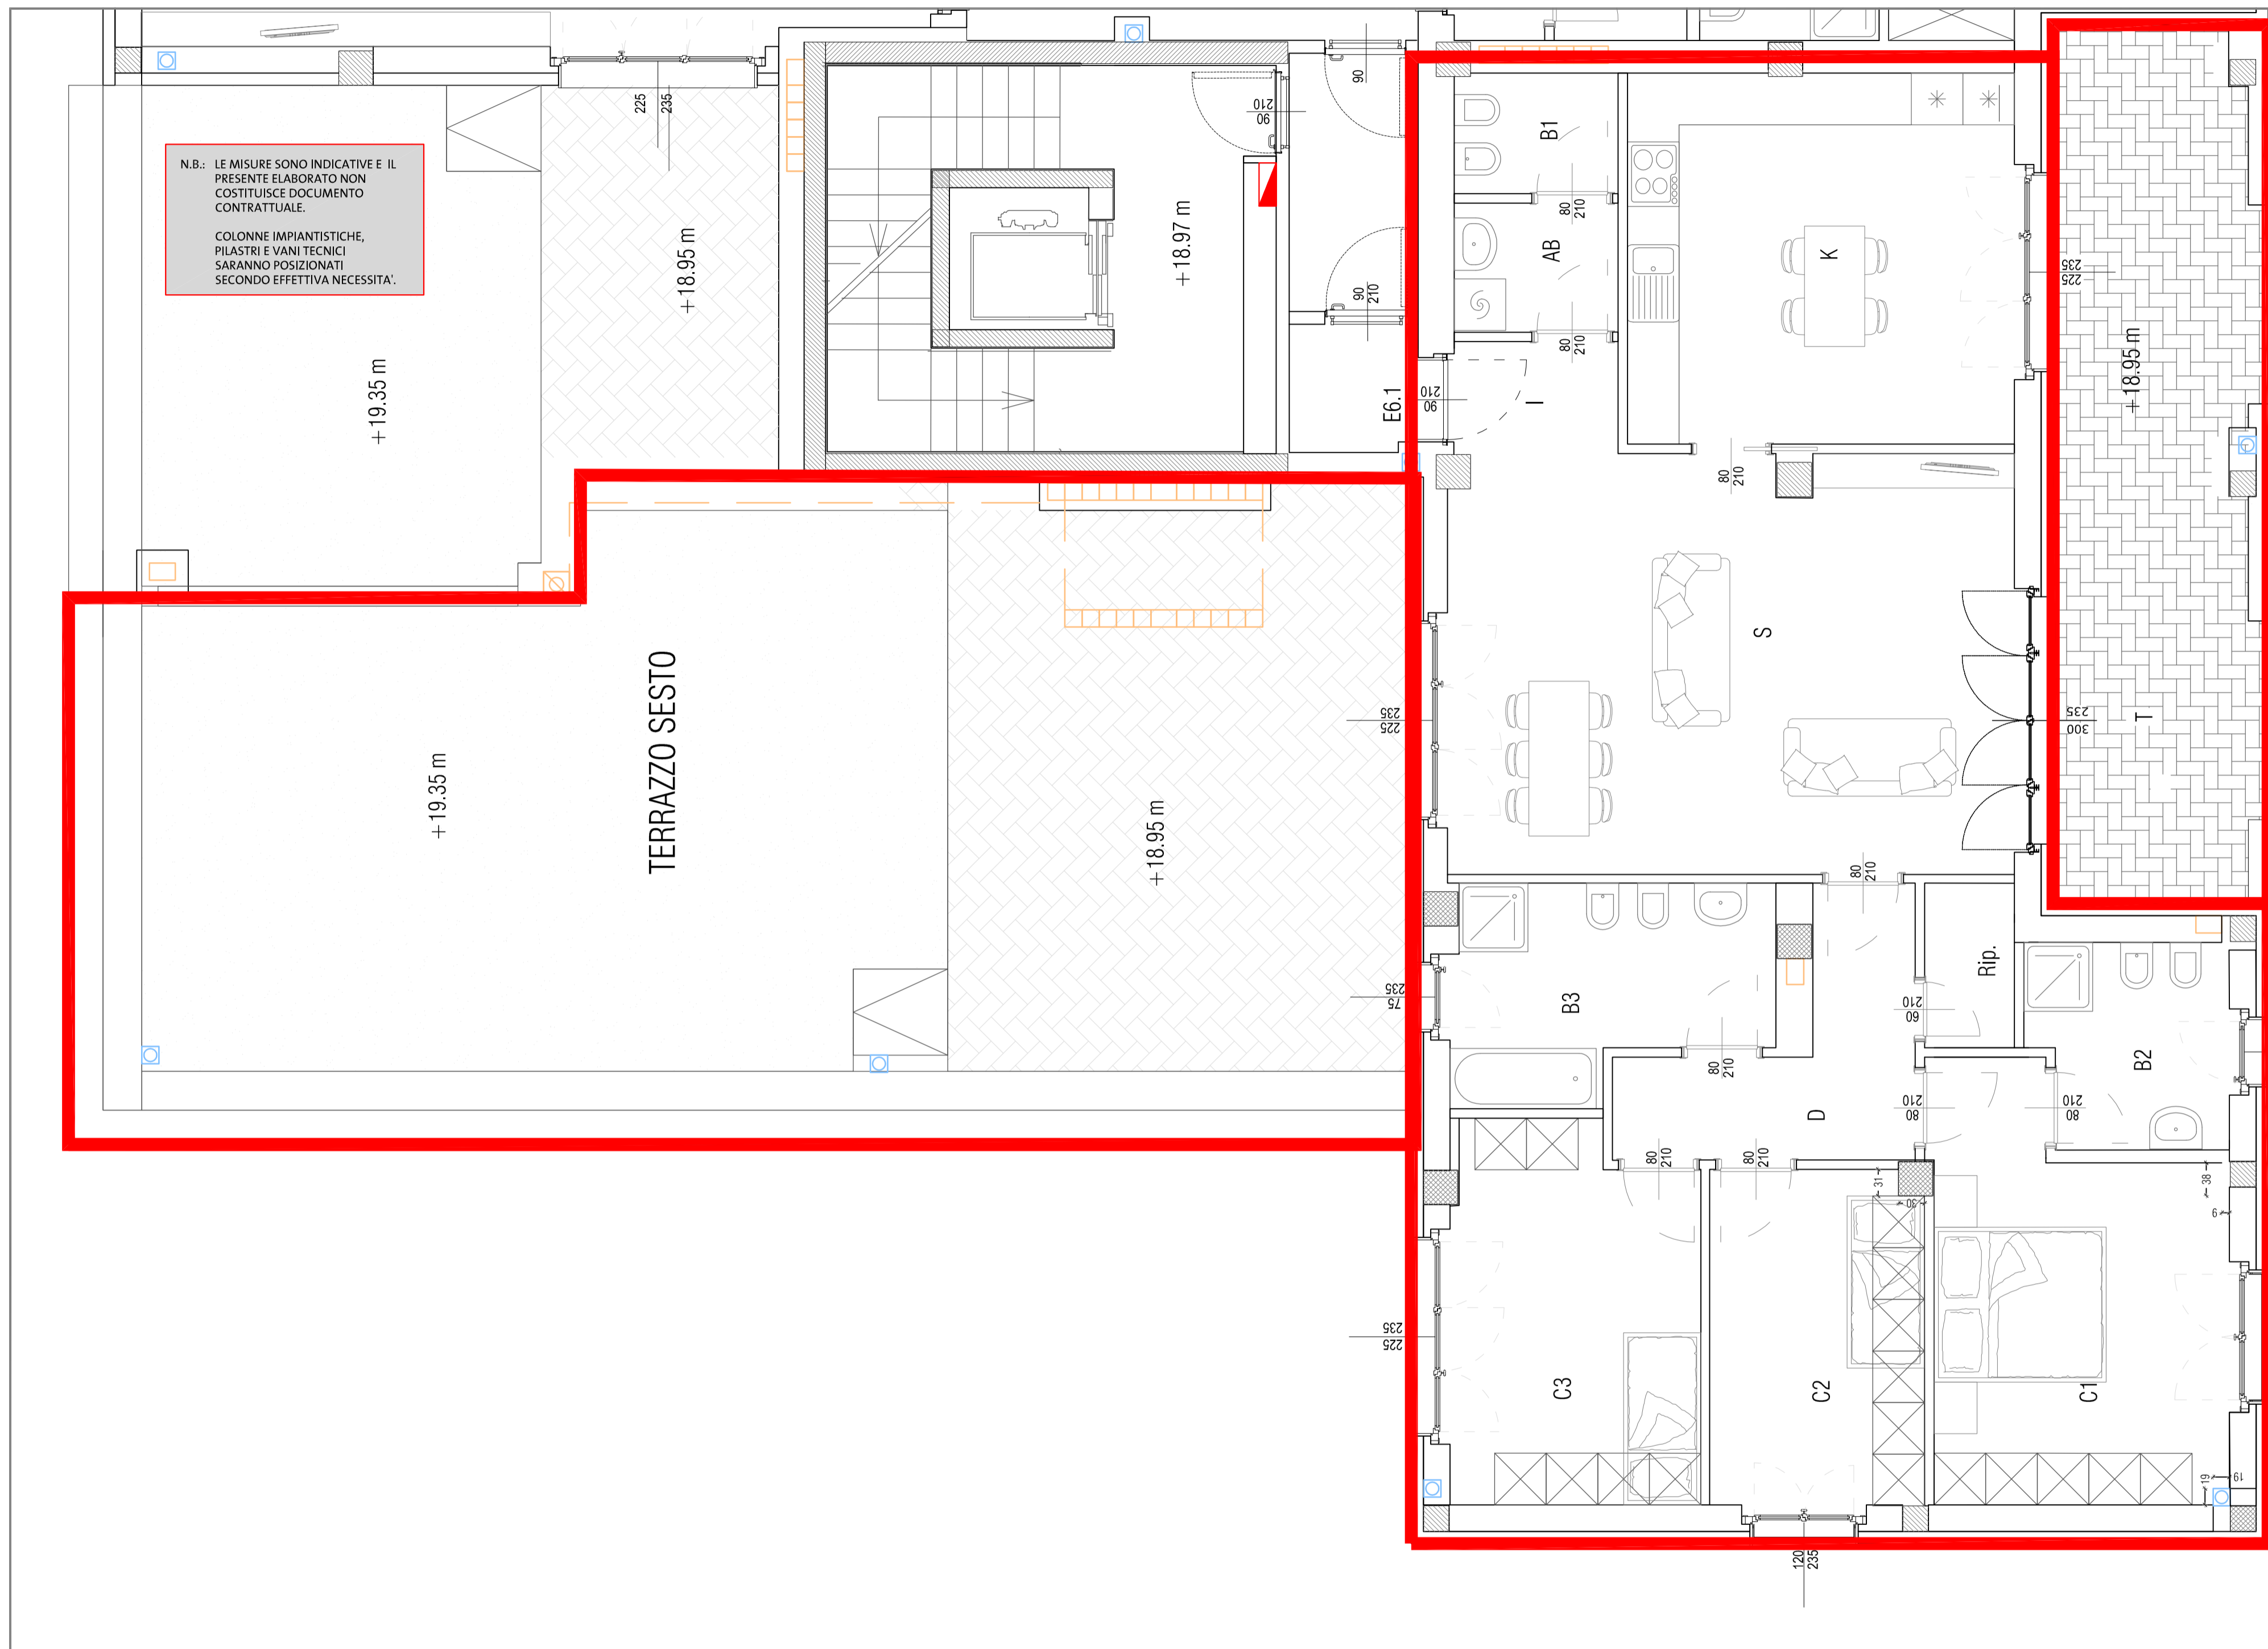 N.B.: LE MISURE SONO INDICATIVE E IL
PRESENTE ELABORATO NON
COSTITUISCE DOCUMENTO
CONTRATTUALE.
COLONNE IMPIANTISTICHE,
PILASTRI E VANI TECNICI
SARANNO POSIZIONATI
SECONDO EFFETTIVA NECESSITA'.
225
235
+18.95 m
+19.35 m
+18.97 m
90
210
90
90
210
E6.1
90
210
I
B1
80
210
AB
80
210
K
235
225
+18.95 m
80
210
S
TERRAZZO SESTO
+19.35 m
+18.95 m
235
225
235
300
T
80
210
235
75
B3
Rip.
210
60
80
210
B2
D
210
80
210
80
80
210
80
210
31
30
38
9
235
225
C3
C2
C1
19
19
120
235